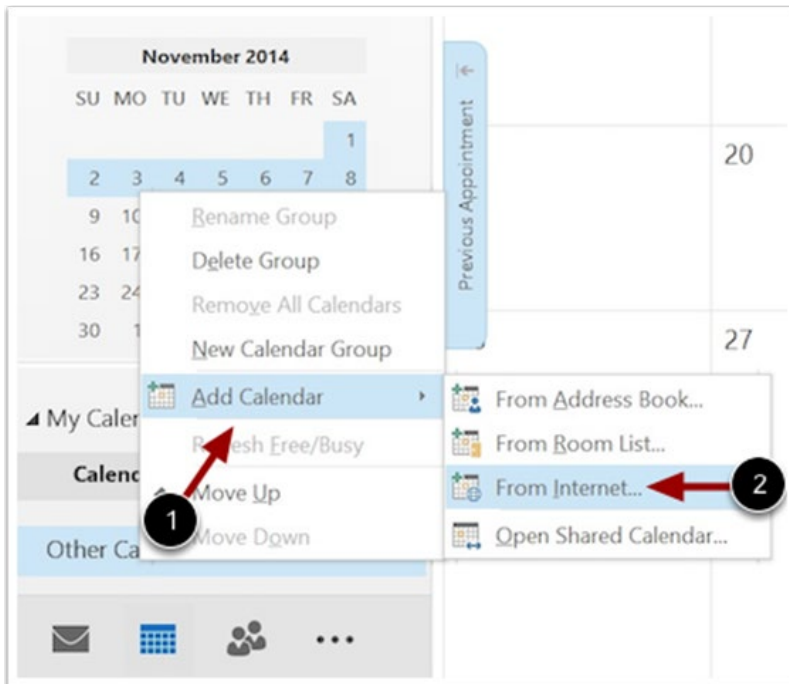 November 2014
SU MO TU WE TH FR SA
1
2 3 4 5 6 7 8
9 10
16 17
23 24
30 1
Previous Appointment
20
27
Rename Group
Delete Group
Remove All Calendars
New Calendar Group
Add Calendar
Refresh Free/Busy
Move Up
Move Down
From Address Book...
From Room List...
From Internet...
Open Shared Calendar...
My Caler
Calenc
Other Ca
1
2